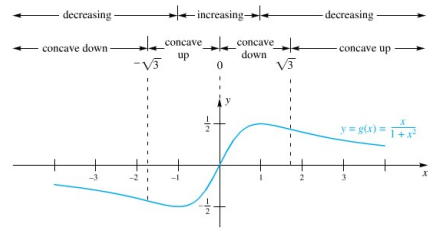 decreasing increasing decreasing
concave down concave up concave down concave up
−√3 0 √3
y
1/2
y = g(x) = x/(1 + x²)
−3 −2 −1 1 2 3 x
−1/2